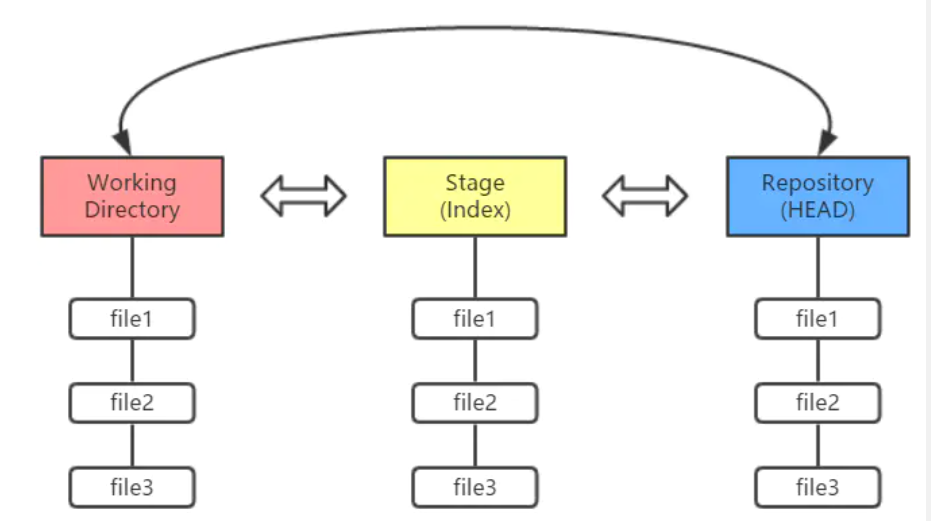 Working
Directory
Stage
(Index)
Repository
(HEAD)
file1
file1
file1
file2
file2
file2
file3
file3
file3